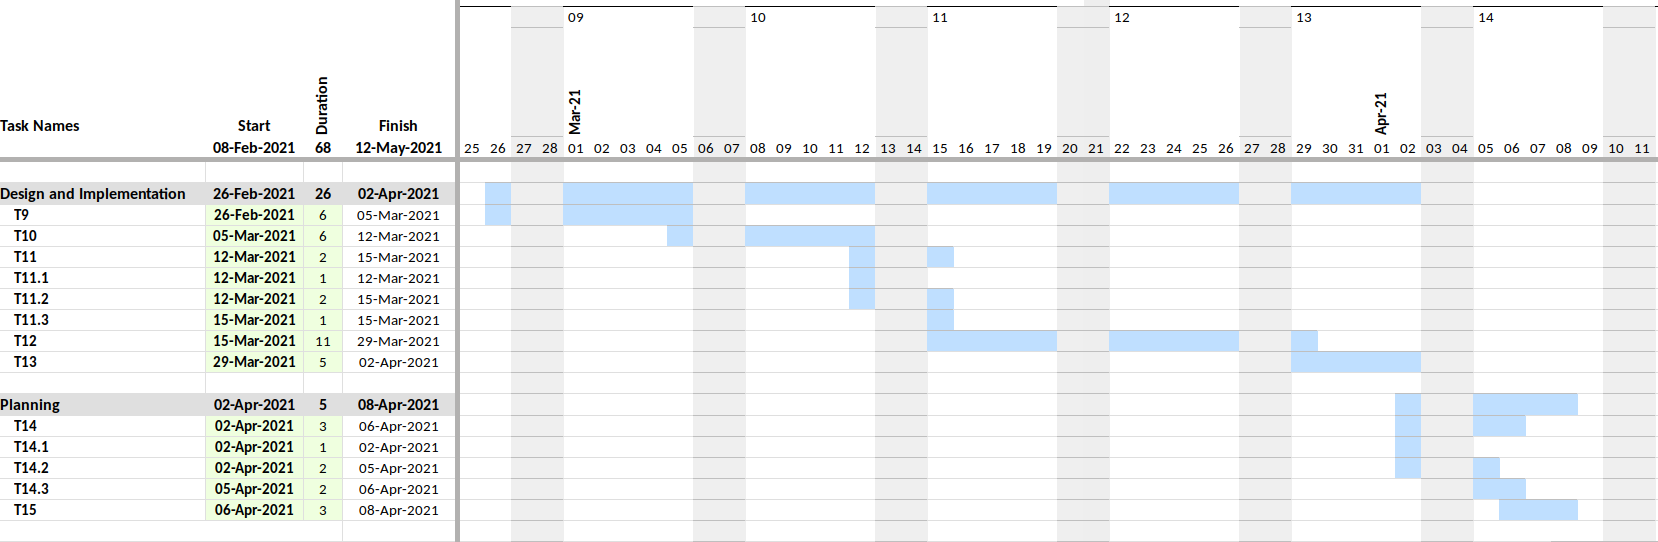 09 10 11 12 13 14
Duration
Mar-21 Apr-21
Task Names Start Finish
08-Feb-2021 68 12-May-2021 25 26 27 28 01 02 03 04 05 06 07 08 09 10 11 12 13 14 15 16 17 18 19 20 21 22 23 24 25 26 27 28 29 30 31 01 02 03 04 05 06 07 08 09 10 11
Design and Implementation 26-Feb-2021 26 02-Apr-2021
T9 26-Feb-2021 6 05-Mar-2021
T10 05-Mar-2021 6 12-Mar-2021
T11 12-Mar-2021 2 15-Mar-2021
T11.1 12-Mar-2021 1 12-Mar-2021
T11.2 12-Mar-2021 2 15-Mar-2021
T11.3 15-Mar-2021 1 15-Mar-2021
T12 15-Mar-2021 11 29-Mar-2021
T13 29-Mar-2021 5 02-Apr-2021
Planning 02-Apr-2021 5 08-Apr-2021
T14 02-Apr-2021 3 06-Apr-2021
T14.1 02-Apr-2021 1 02-Apr-2021
T14.2 02-Apr-2021 2 05-Apr-2021
T14.3 05-Apr-2021 2 06-Apr-2021
T15 06-Apr-2021 3 08-Apr-2021